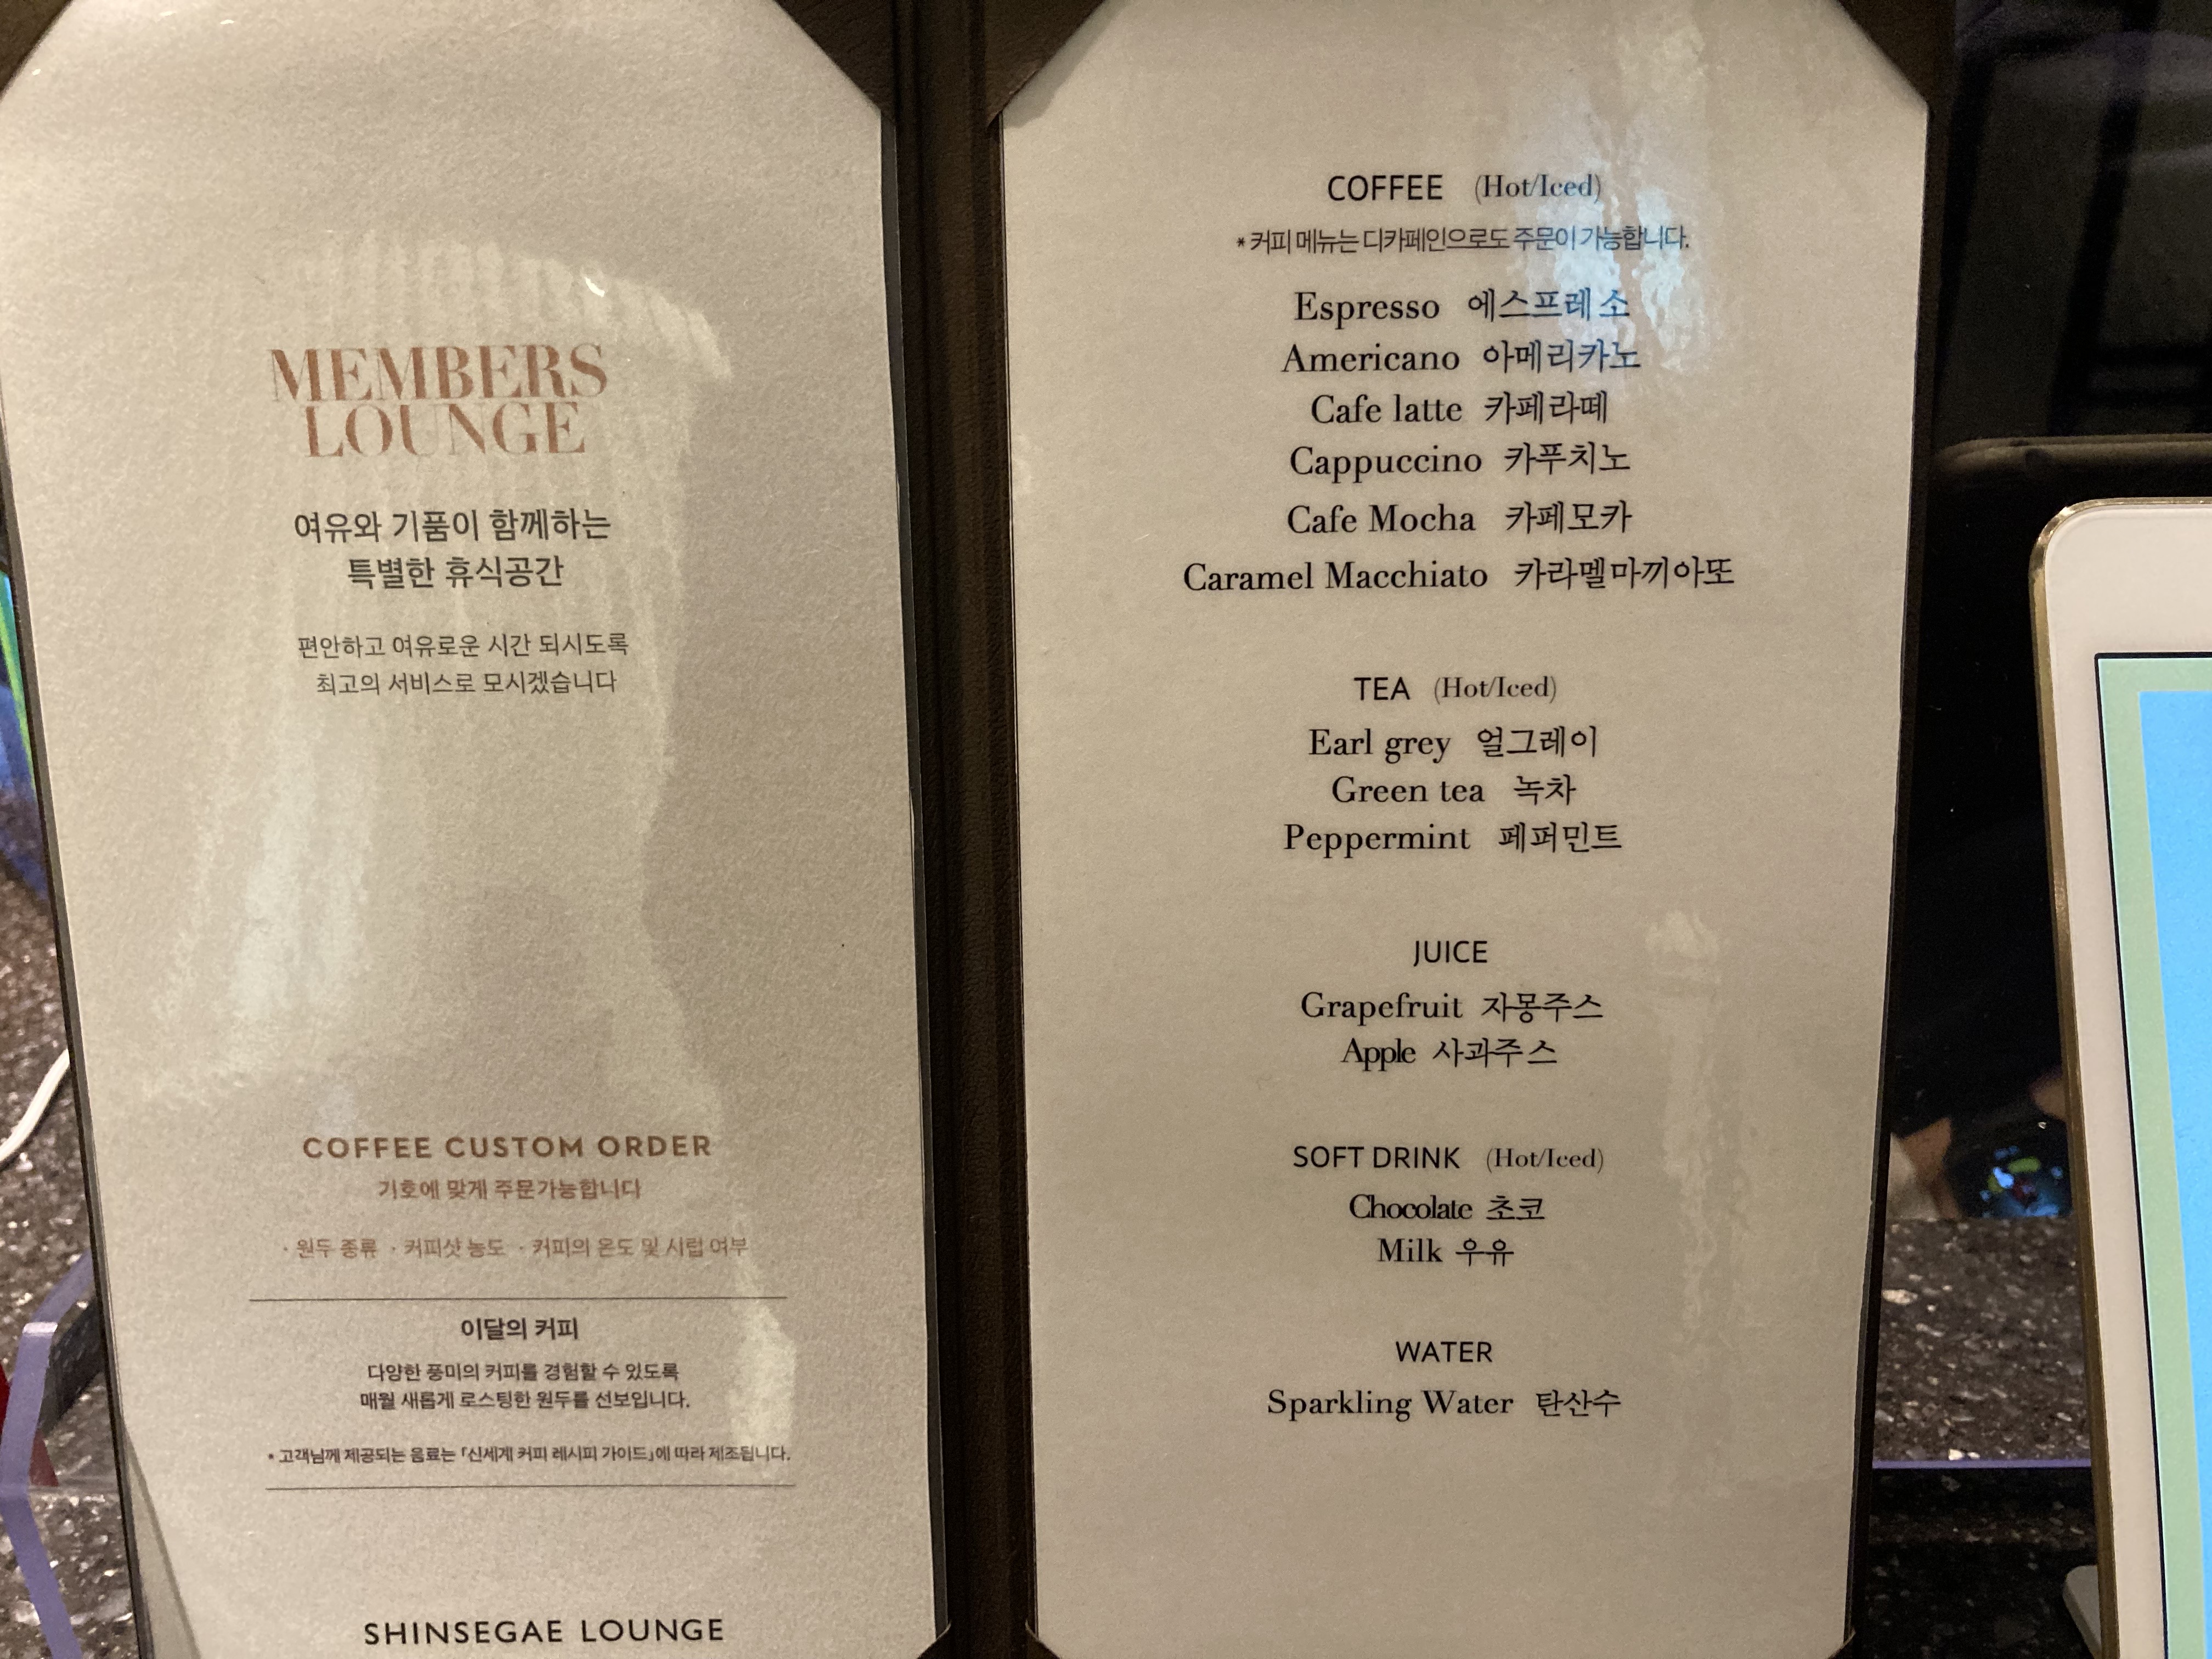 MEMBERS
LOUNGE
여유와 기품이 함께하는
특별한 휴식공간
편안하고 여유로운 시간 되시도록
최고의 서비스로 모시겠습니다
COFFEE CUSTOM ORDER
기호에 맞게 주문가능합니다
· 원두 종류 · 커피샷 농도 · 커피의 온도 및 시럽 여부
이달의 커피
다양한 풍미의 커피를 경험할 수 있도록
매월 새롭게 로스팅한 원두를 선보입니다.
* 고객님께 제공되는 음료는 「신세계 커피 레시피 가이드」에 따라 제조됩니다.
SHINSEGAE LOUNGE
COFFEE (Hot/Iced)
* 커피 메뉴는 디카페인으로도 주문이 가능합니다.
Espresso 에스프레소
Americano 아메리카노
Cafe latte 카페라떼
Cappuccino 카푸치노
Cafe Mocha 카페모카
Caramel Macchiato 카라멜마끼아또
TEA (Hot/Iced)
Earl grey 얼그레이
Green tea 녹차
Peppermint 페퍼민트
JUICE
Grapefruit 자몽주스
Apple 사과주스
SOFT DRINK (Hot/Iced)
Chocolate 초코
Milk 우유
WATER
Sparkling Water 탄산수